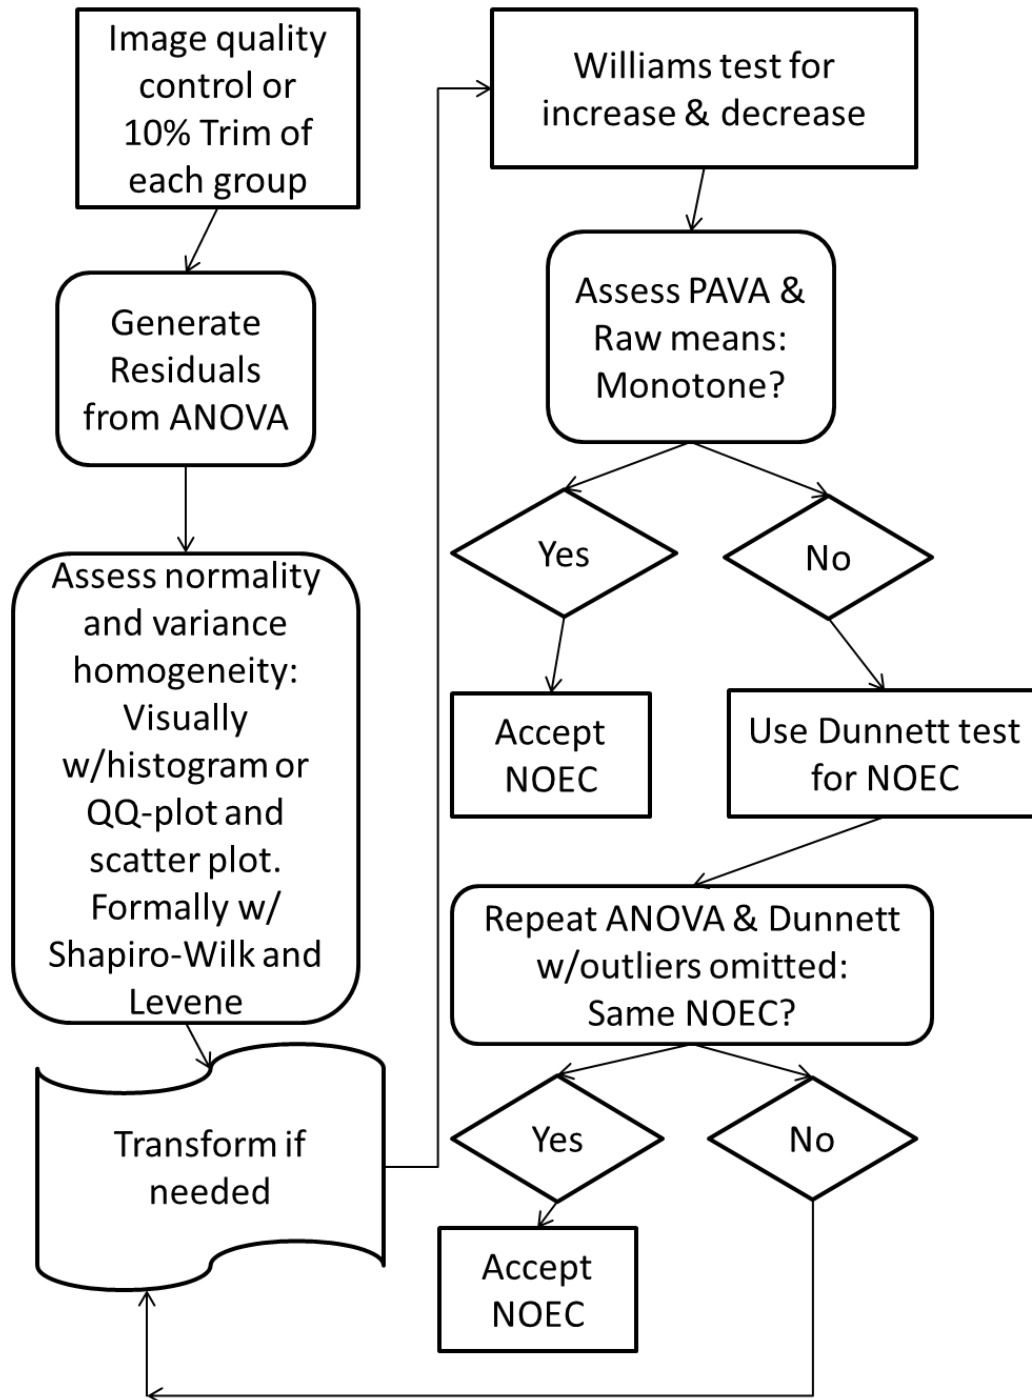 Image quality
control or
10% Trim of
each group
Generate
Residuals
from ANOVA
Assess normality
and variance
homogeneity:
Visually
w/histogram or
QQ-plot and
scatter plot.
Formally w/
Shapiro-Wilk and
Levene
Transform if
needed
Williams test for
increase & decrease
Assess PAVA &
Raw means:
Monotone?
Yes
No
Accept
NOEC
Use Dunnett test
for NOEC
Repeat ANOVA & Dunnett
w/outliers omitted:
Same NOEC?
Yes
No
Accept
NOEC